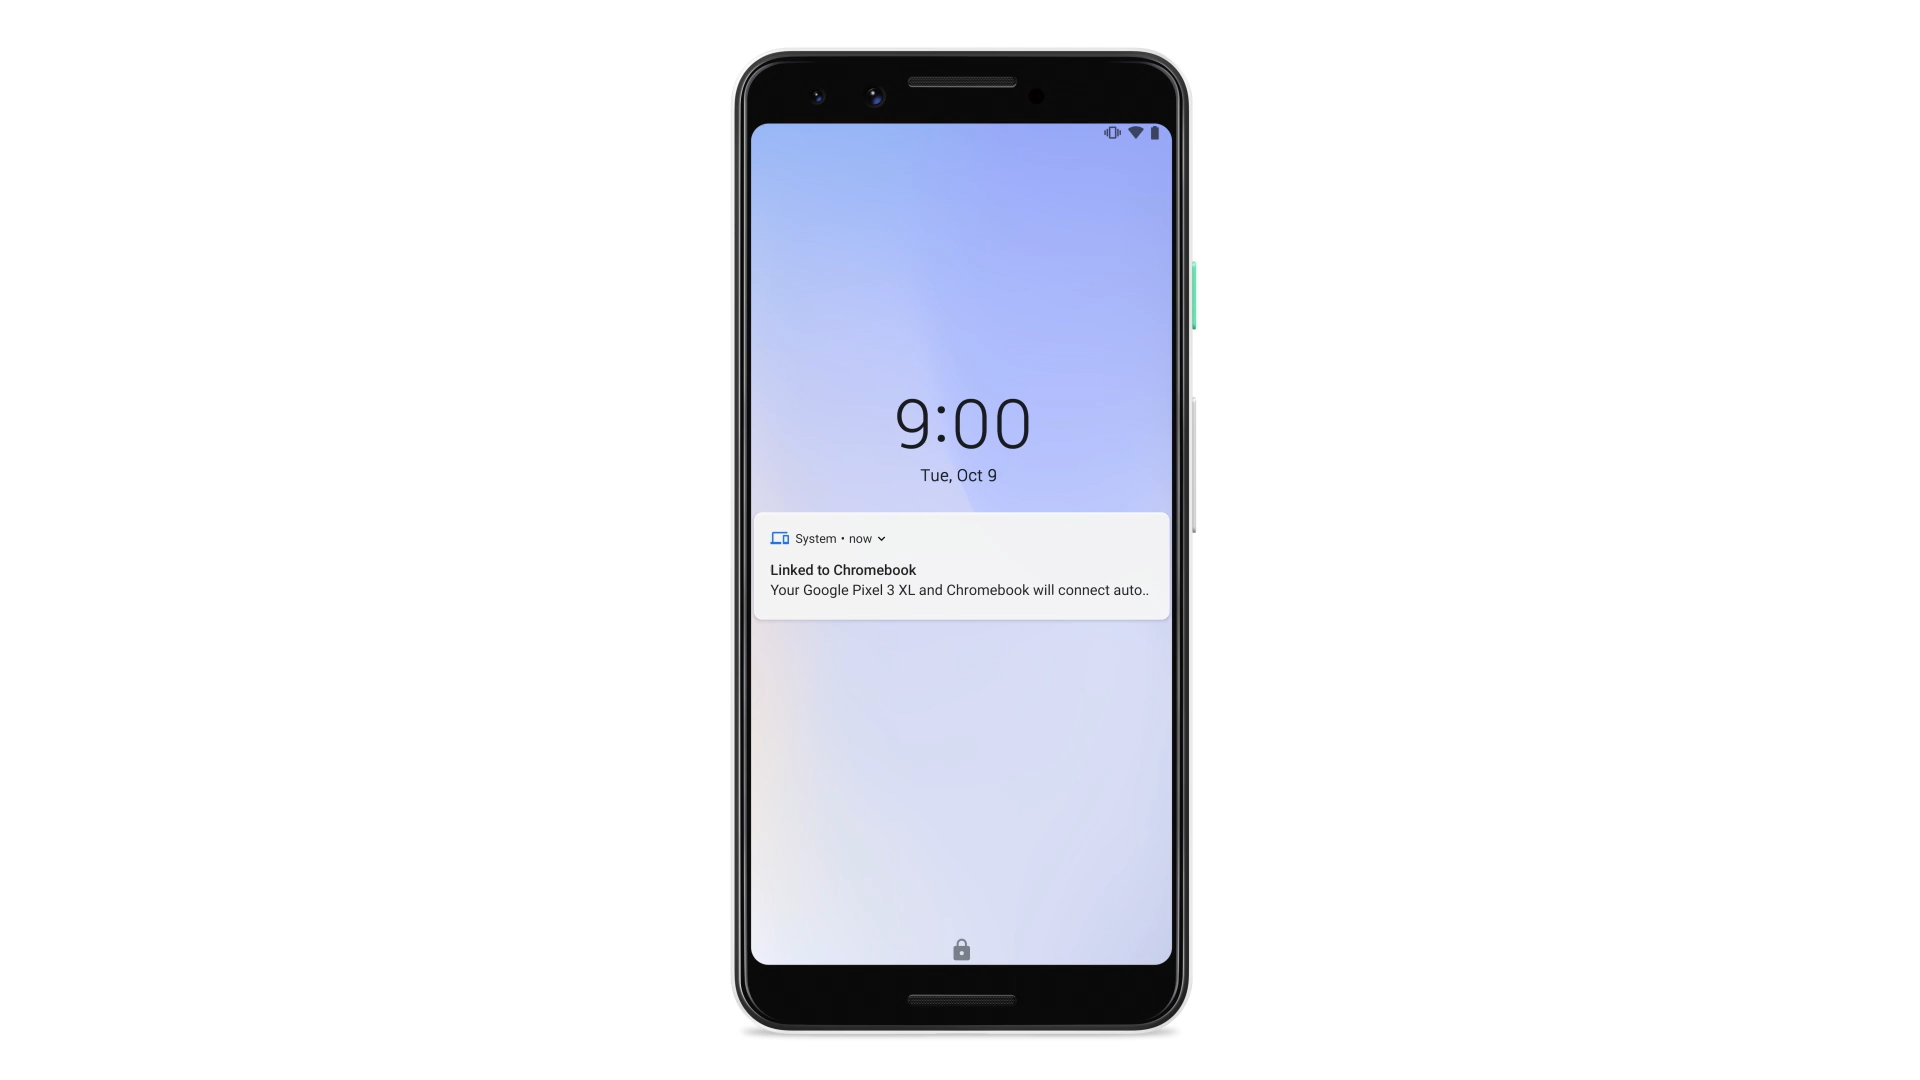 9:00
Tue, Oct 9
System • now
Linked to Chromebook
Your Google Pixel 3 XL and Chromebook will connect auto..